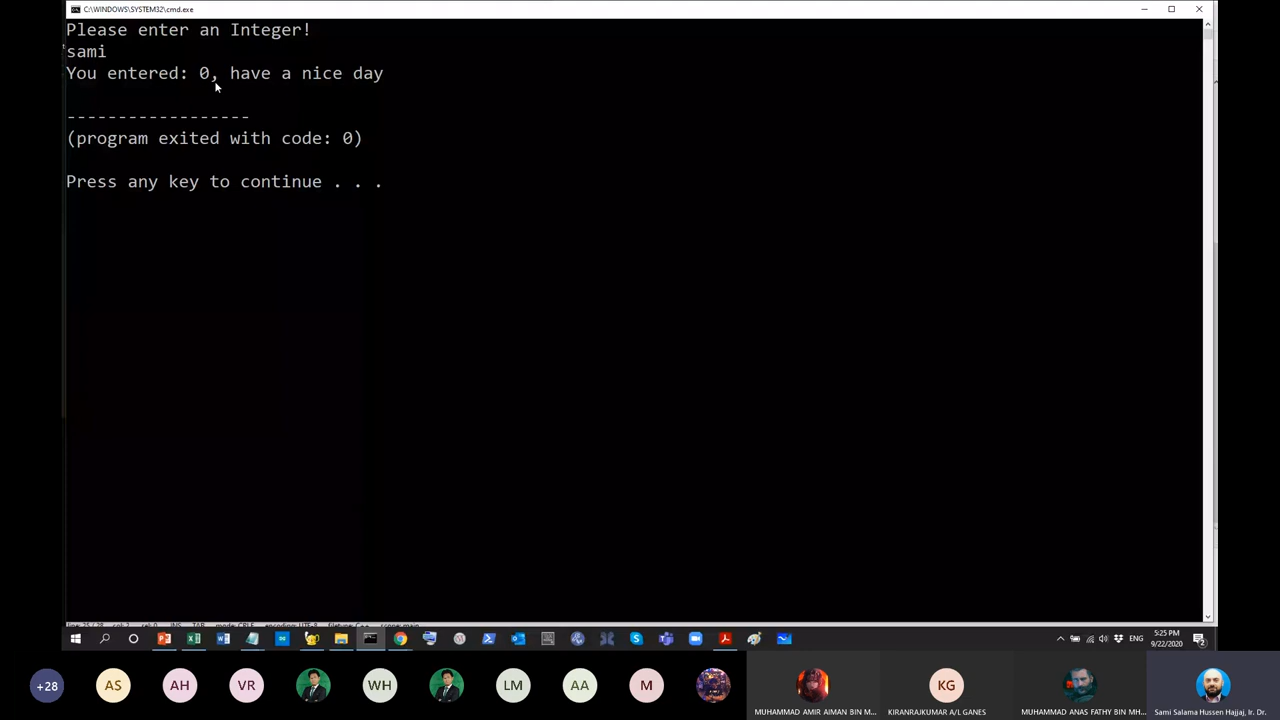 C:\WINDOWS\SYSTEM32\cmd.exe
Please enter an Integer!
sami
You entered: 0, have a nice day
------------------
(program exited with code: 0)
Press any key to continue . . .
ENG
5:25 PM
9/22/2020
+28
AS
AH
VR
WH
LM
AA
M
KG
MUHAMMAD AMIR AIMAN BIN M...
KIRANRAJKUMAR A/L GANES
MUHAMMAD ANAS FATHY BIN MH...
Sami Salama Hussen Hajjaj, Ir. Dr.